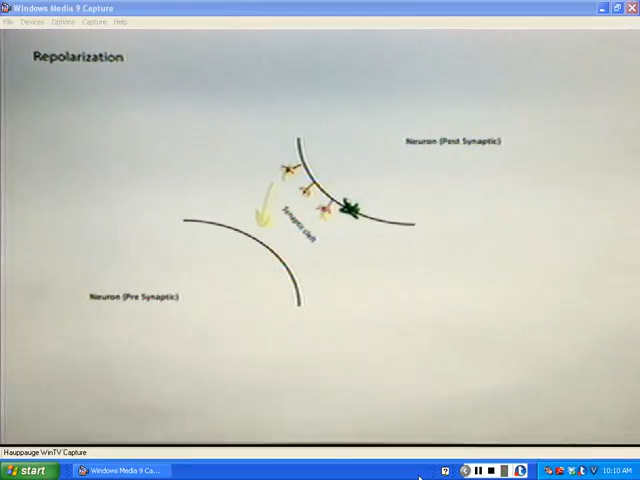 Windows Media 9 Capture
File Devices Options Capture Help
Repolarization
Neuron (Post Synaptic)
Synaptic cleft
Neuron (Pre Synaptic)
Hauppauge WinTV Capture
start
Windows Media 9 Ca...
?
V
10:10 AM